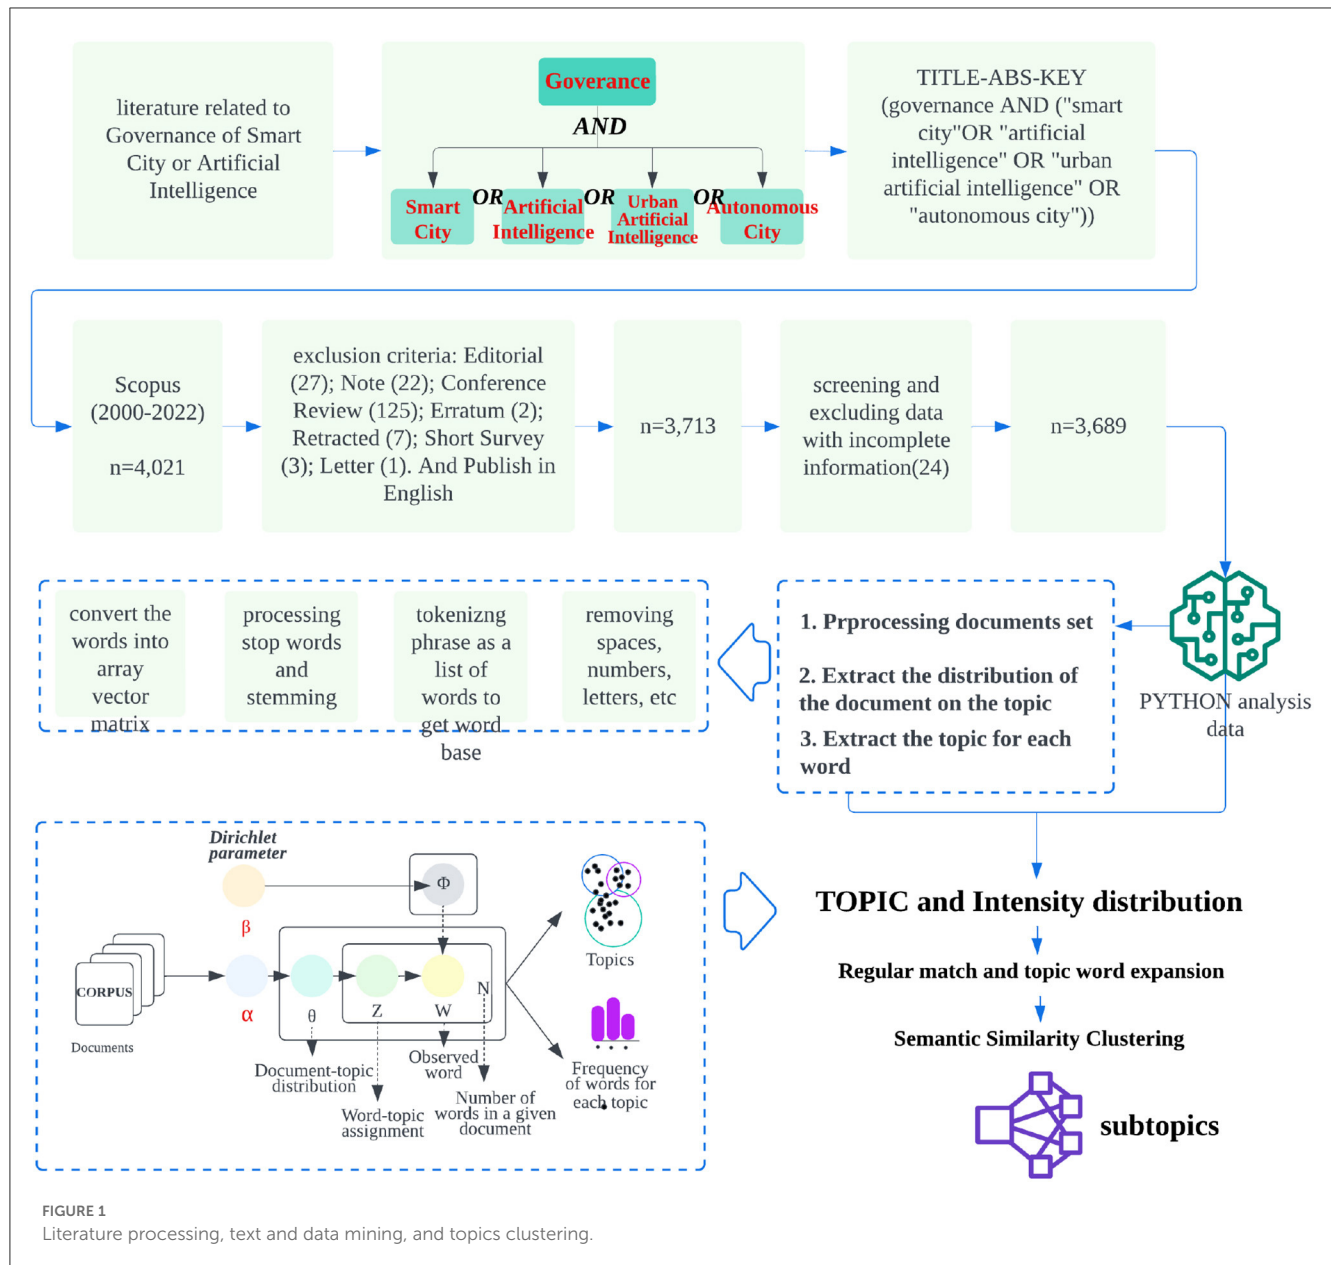 literature related to
Governance of Smart
City or Artificial
Intelligence
Goverance
AND
OR
OR
OR
Smart
City
Artificial
Intelligence
Urban
Artificial
Intelligence
Autonomous
City
TITLE-ABS-KEY
(governance AND ("smart
city"OR "artificial
intelligence" OR "urban
artificial intelligence" OR
"autonomous city"))
Scopus
(2000-2022)
n=4,021
exclusion criteria: Editorial
(27); Note (22); Conference
Review (125); Erratum (2);
Retracted (7); Short Survey
(3); Letter (1). And Publish in
English
n=3,713
screening and
excluding data
with incomplete
information(24)
n=3,689
convert the
words into
array
vector
matrix
processing
stop words
and
stemming
tokenizng
phrase as a
list of
words to
get word
base
removing
spaces,
numbers,
letters, etc
1. Prprocessing documents set
2. Extract the distribution of
the document on the topic
3. Extract the topic for each
word
PYTHON analysis
data
Dirichlet
parameter
β
Φ
CORPUS
Documents
α
θ
Z
W
N
Document-topic
distribution
Word-topic
assignment
Observed
word
Number of
words in a given
document
Topics
Frequency
of words for
each topic
TOPIC and Intensity distribution
Regular match and topic word expansion
Semantic Similarity Clustering
subtopics
FIGURE 1
Literature processing, text and data mining, and topics clustering.